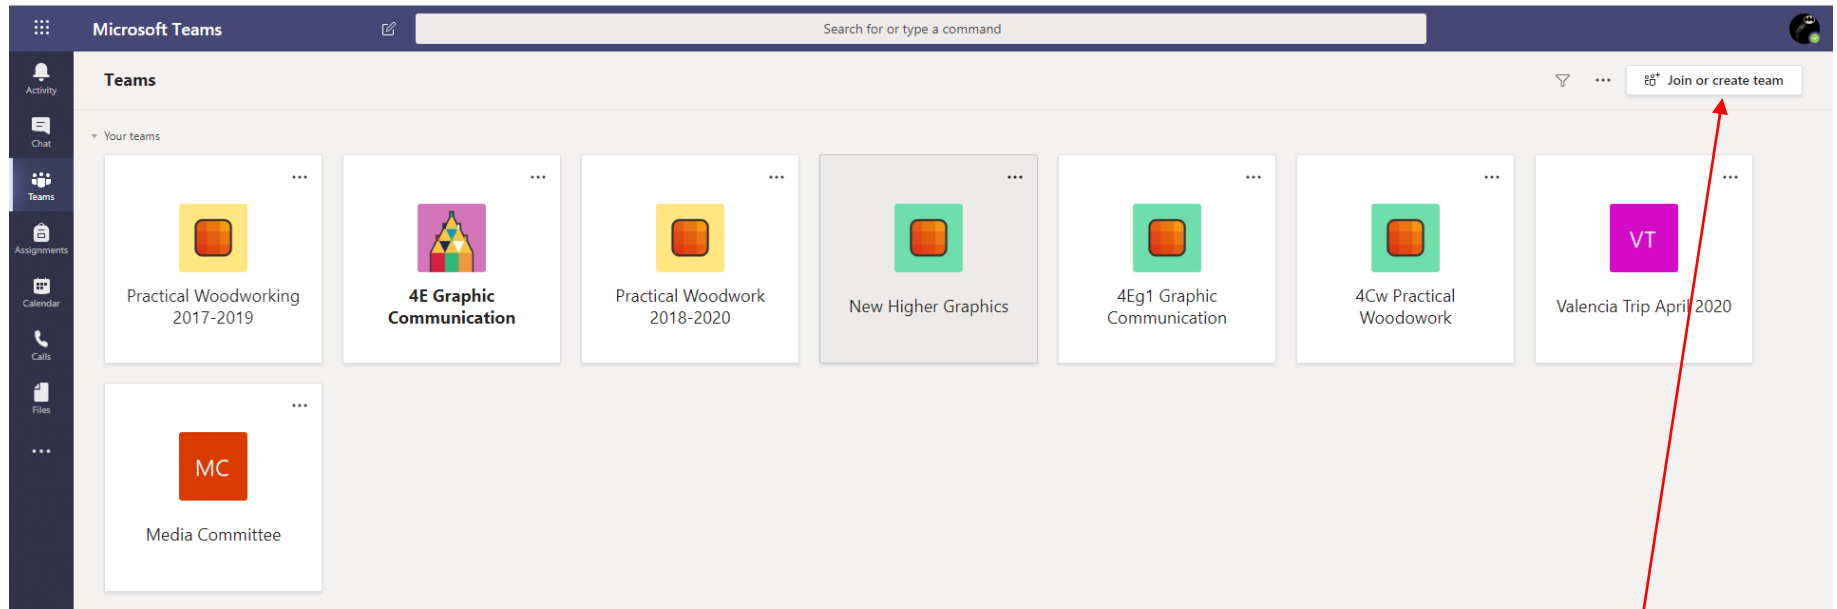 Microsoft Teams
Search for or type a command
Activity
Chat
Teams
Assignments
Calendar
Calls
Files
Teams
Join or create team
Your teams
Practical Woodworking
2017-2019
4E Graphic
Communication
Practical Woodwork
2018-2020
New Higher Graphics
4Eg1 Graphic
Communication
4Cw Practical
Woodowork
VT
Valencia Trip April 2020
MC
Media Committee